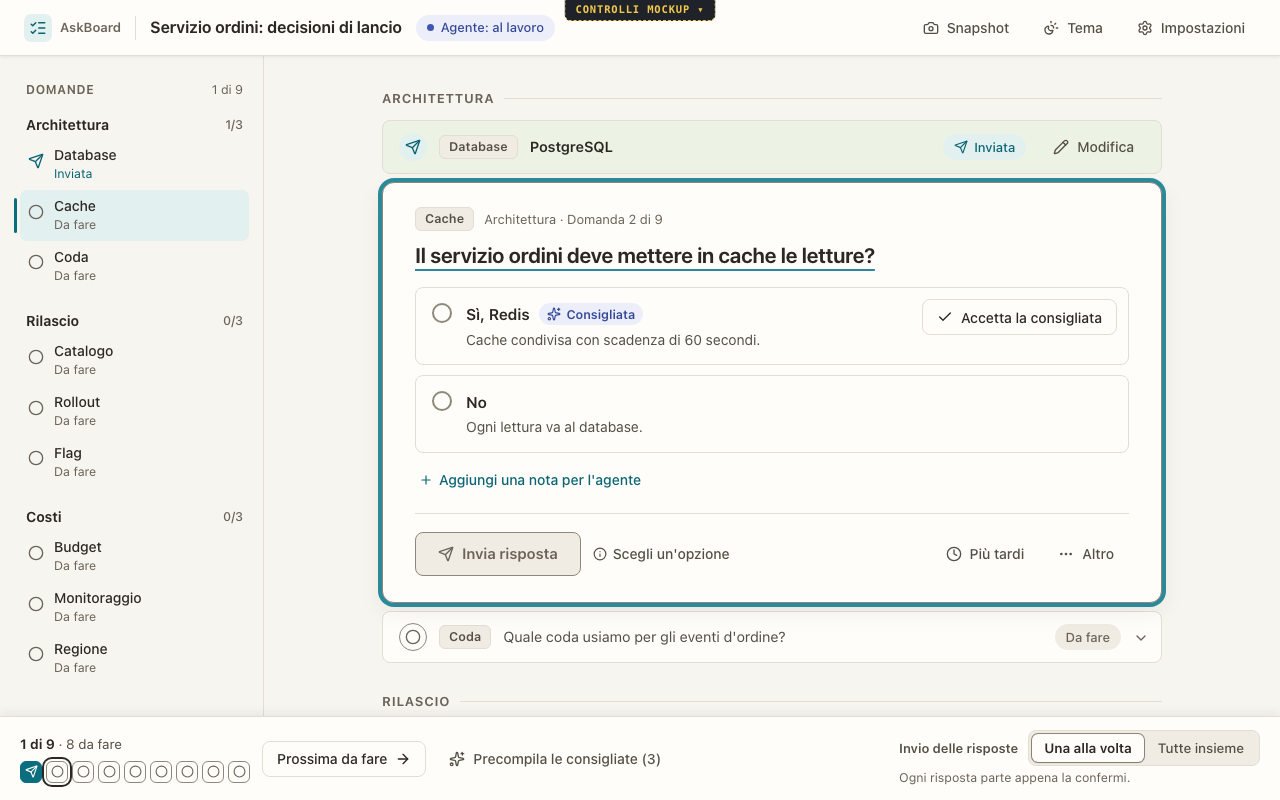 CONTROLLI MOCKUP ▾
AskBoard
Servizio ordini: decisioni di lancio
Agente: al lavoro
Snapshot
Tema
Impostazioni
DOMANDE
1 di 9
Architettura
1/3
Database
Inviata
Cache
Da fare
Coda
Da fare
Rilascio
0/3
Catalogo
Da fare
Rollout
Da fare
Flag
Da fare
Costi
0/3
Budget
Da fare
Monitoraggio
Da fare
Regione
Da fare
ARCHITETTURA
Database
PostgreSQL
Inviata
Modifica
Cache
Architettura · Domanda 2 di 9
Il servizio ordini deve mettere in cache le letture?
Sì, Redis
Consigliata
Accetta la consigliata
Cache condivisa con scadenza di 60 secondi.
No
Ogni lettura va al database.
Aggiungi una nota per l'agente
Invia risposta
Scegli un'opzione
Più tardi
Altro
Coda
Quale coda usiamo per gli eventi d'ordine?
Da fare
RILASCIO
1 di 9 · 8 da fare
Prossima da fare
Precompila le consigliate (3)
Invio delle risposte
Una alla volta
Tutte insieme
Ogni risposta parte appena la confermi.